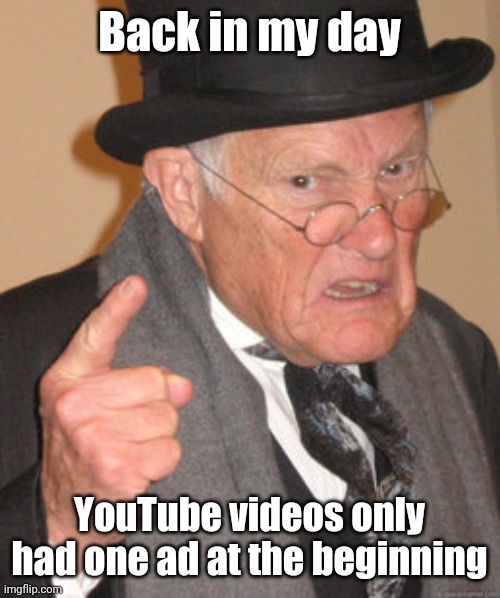 Back in my day
YouTube videos only
had one ad at the beginning
imgflip.com